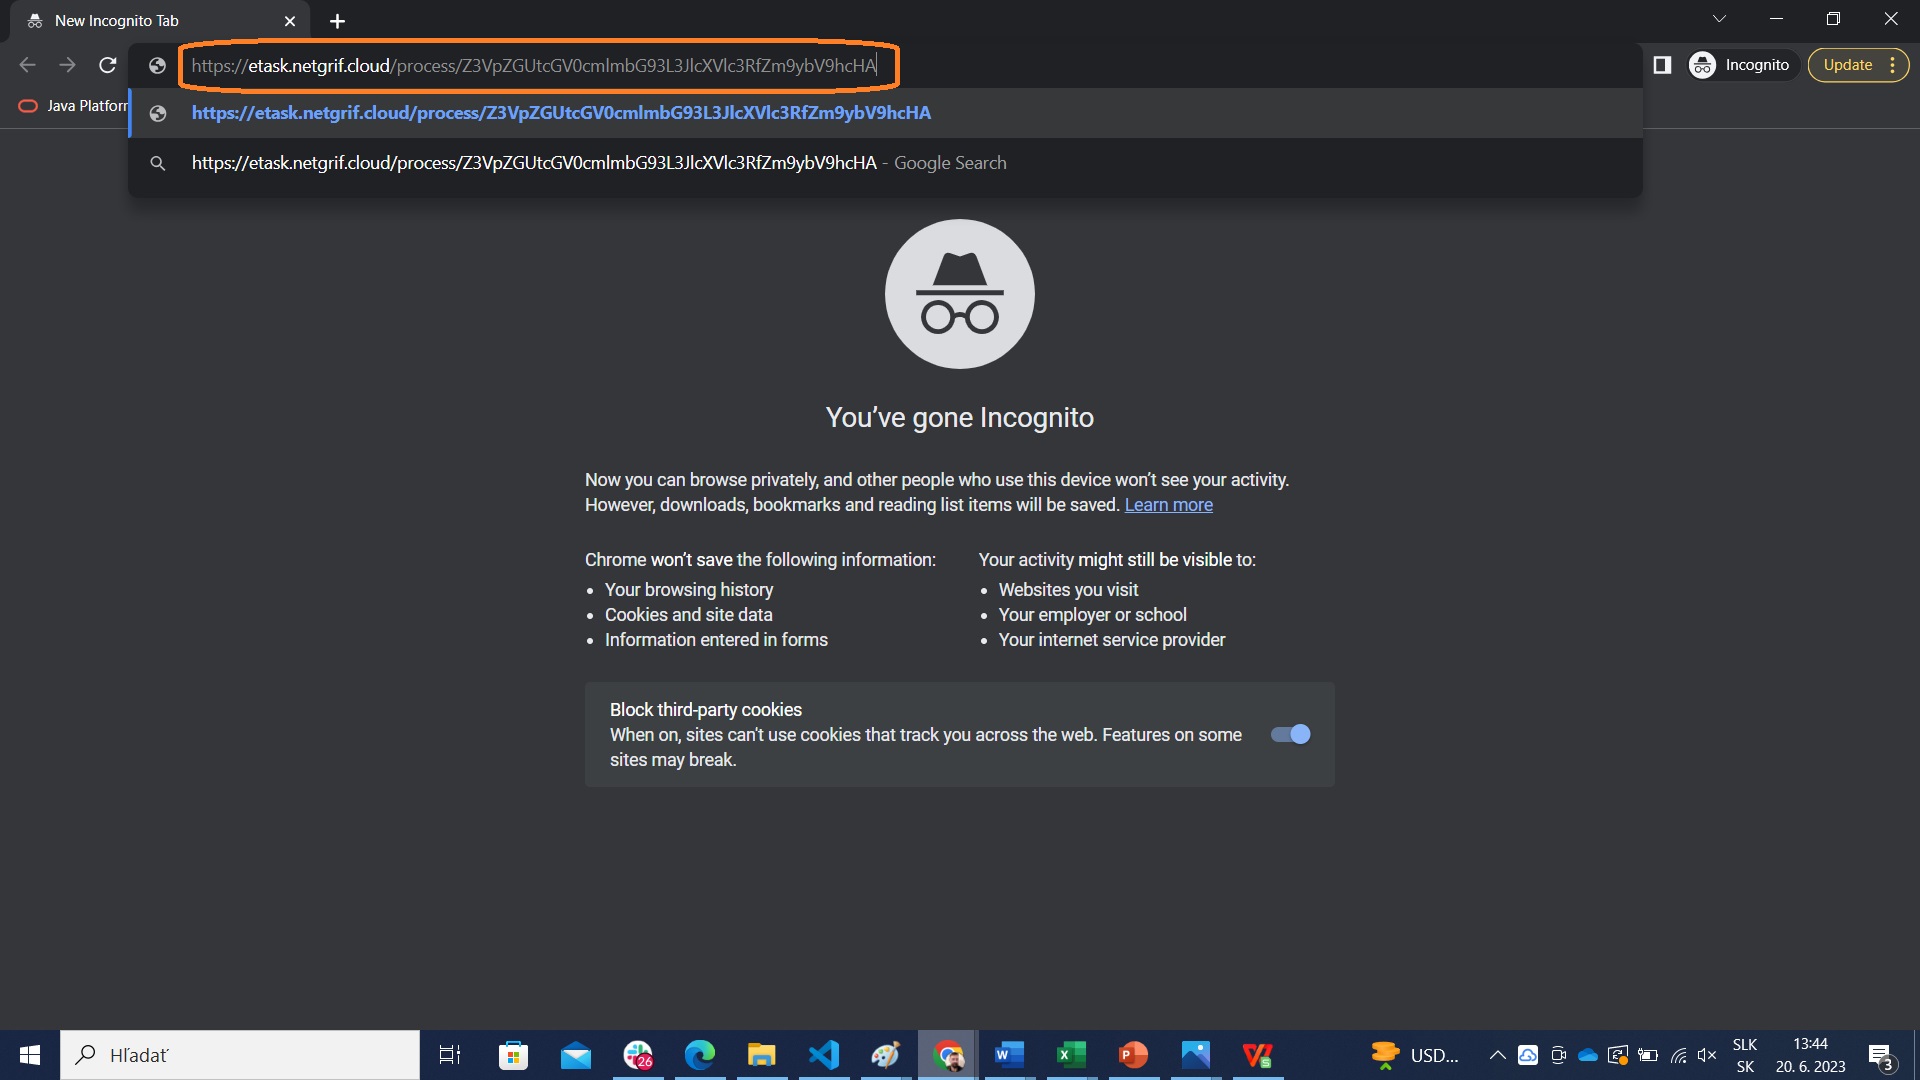 New Incognito Tab
https://etask.netgrif.cloud/process/Z3VpZGUtcGV0cmlmbG93L3JlcXVlc3RfZm9ybV9hcHA
Incognito
Update
Java Platforr
https://etask.netgrif.cloud/process/Z3VpZGUtcGV0cmlmbG93L3JlcXVlc3RfZm9ybV9hcHA
https://etask.netgrif.cloud/process/Z3VpZGUtcGV0cmlmbG93L3JlcXVlc3RfZm9ybV9hcHA - Google Search
You've gone Incognito
Now you can browse privately, and other people who use this device won't see your activity.
However, downloads, bookmarks and reading list items will be saved. Learn more
Chrome won't save the following information:
• Your browsing history
• Cookies and site data
• Information entered in forms
Your activity might still be visible to:
• Websites you visit
• Your employer or school
• Your internet service provider
Block third-party cookies
When on, sites can't use cookies that track you across the web. Features on some
sites may break.
Hľadať
26
W
X
P
S
USD...
SLK
SK
13:44
20. 6. 2023
3